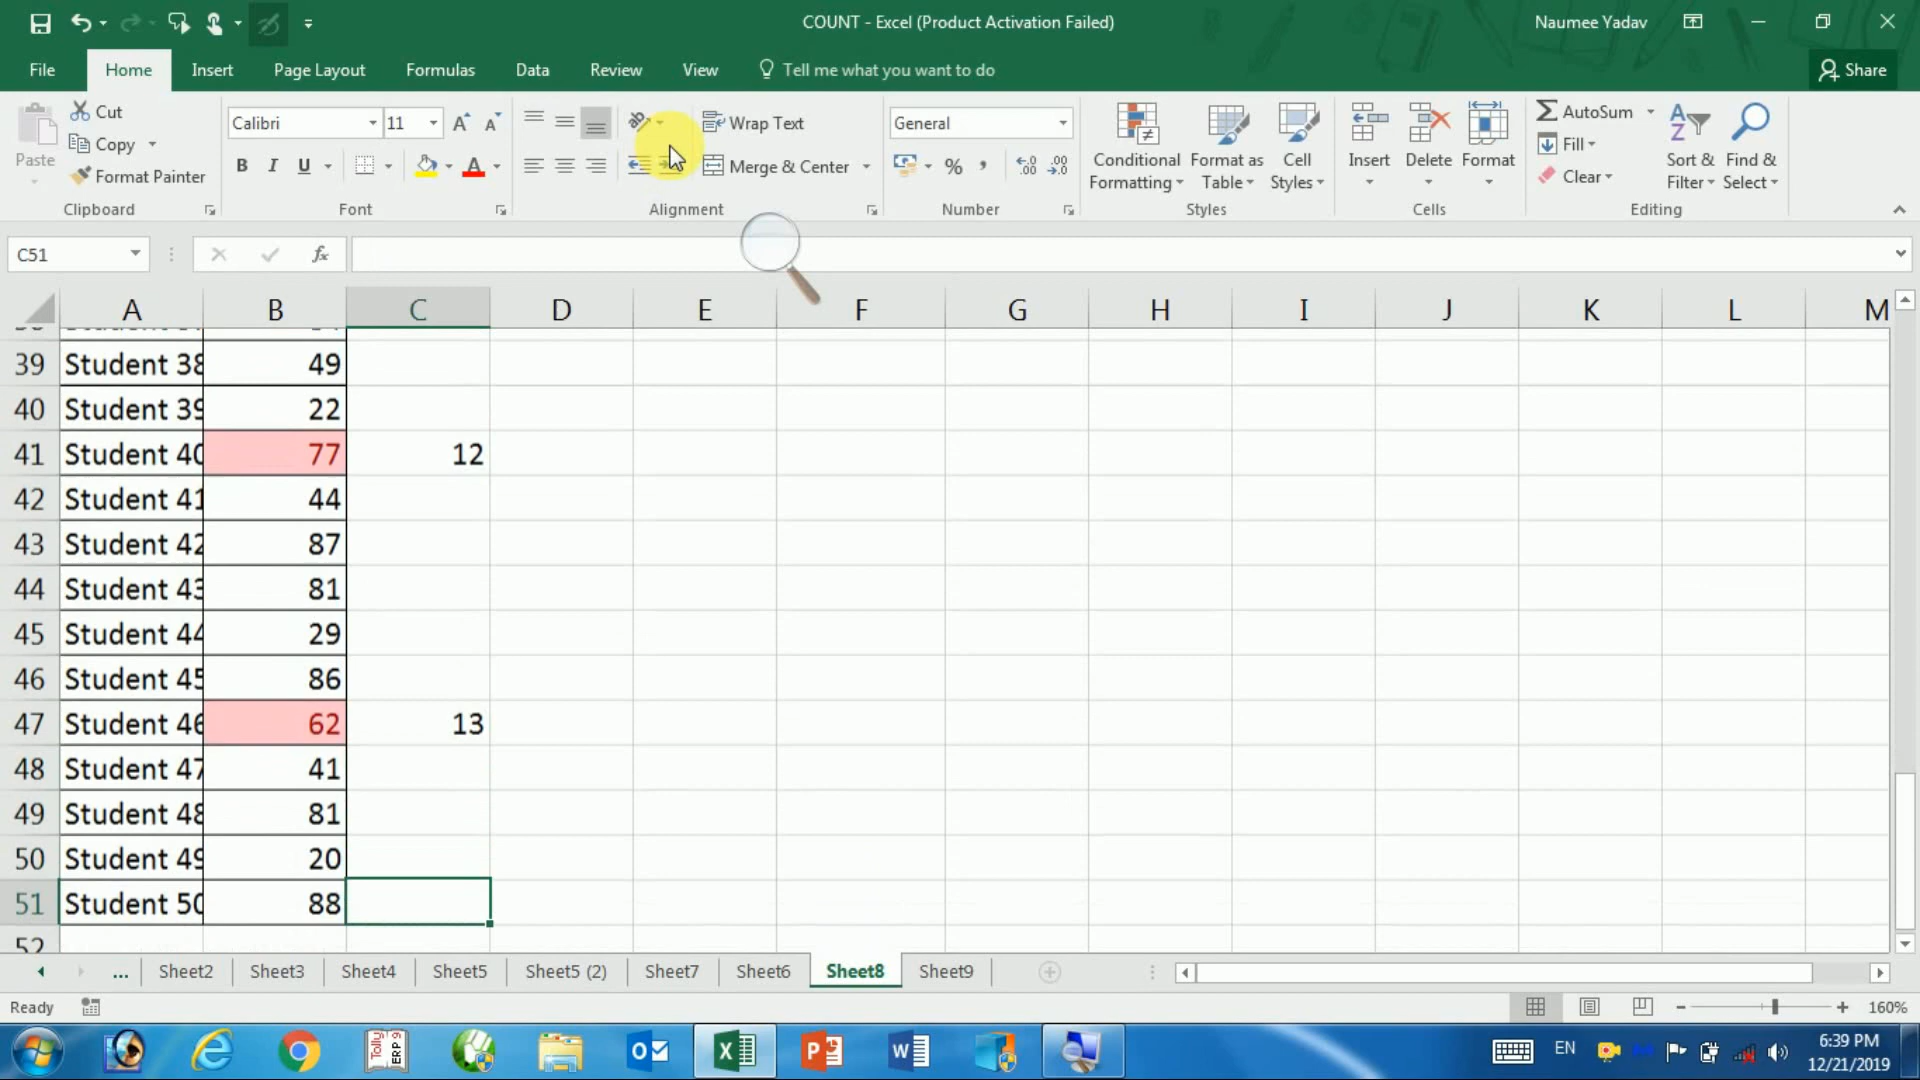 COUNT - Excel (Product Activation Failed)
Naumee Yadav
File Home Insert Page Layout Formulas Data Review View Tell me what you want to do
Share
Paste
Cut
Copy
Format Painter
Clipboard
Calibri 11
B I U
Font
Wrap Text
Merge & Center
Alignment
General
%
Number
Conditional Formatting
Format as Table
Cell Styles
Styles
Insert
Delete
Format
Cells
AutoSum
Fill
Clear
Sort & Filter
Find & Select
Editing
C51
fx
A B C D E F G H I J K L M
39 Student 38 49
40 Student 39 22
41 Student 40 77 12
42 Student 41 44
43 Student 42 87
44 Student 43 81
45 Student 44 29
46 Student 45 86
47 Student 46 62 13
48 Student 47 41
49 Student 48 81
50 Student 49 20
51 Student 50 88
52
... Sheet2 Sheet3 Sheet4 Sheet5 Sheet5 (2) Sheet7 Sheet6 Sheet8 Sheet9
Ready
160%
EN
6:39 PM
12/21/2019